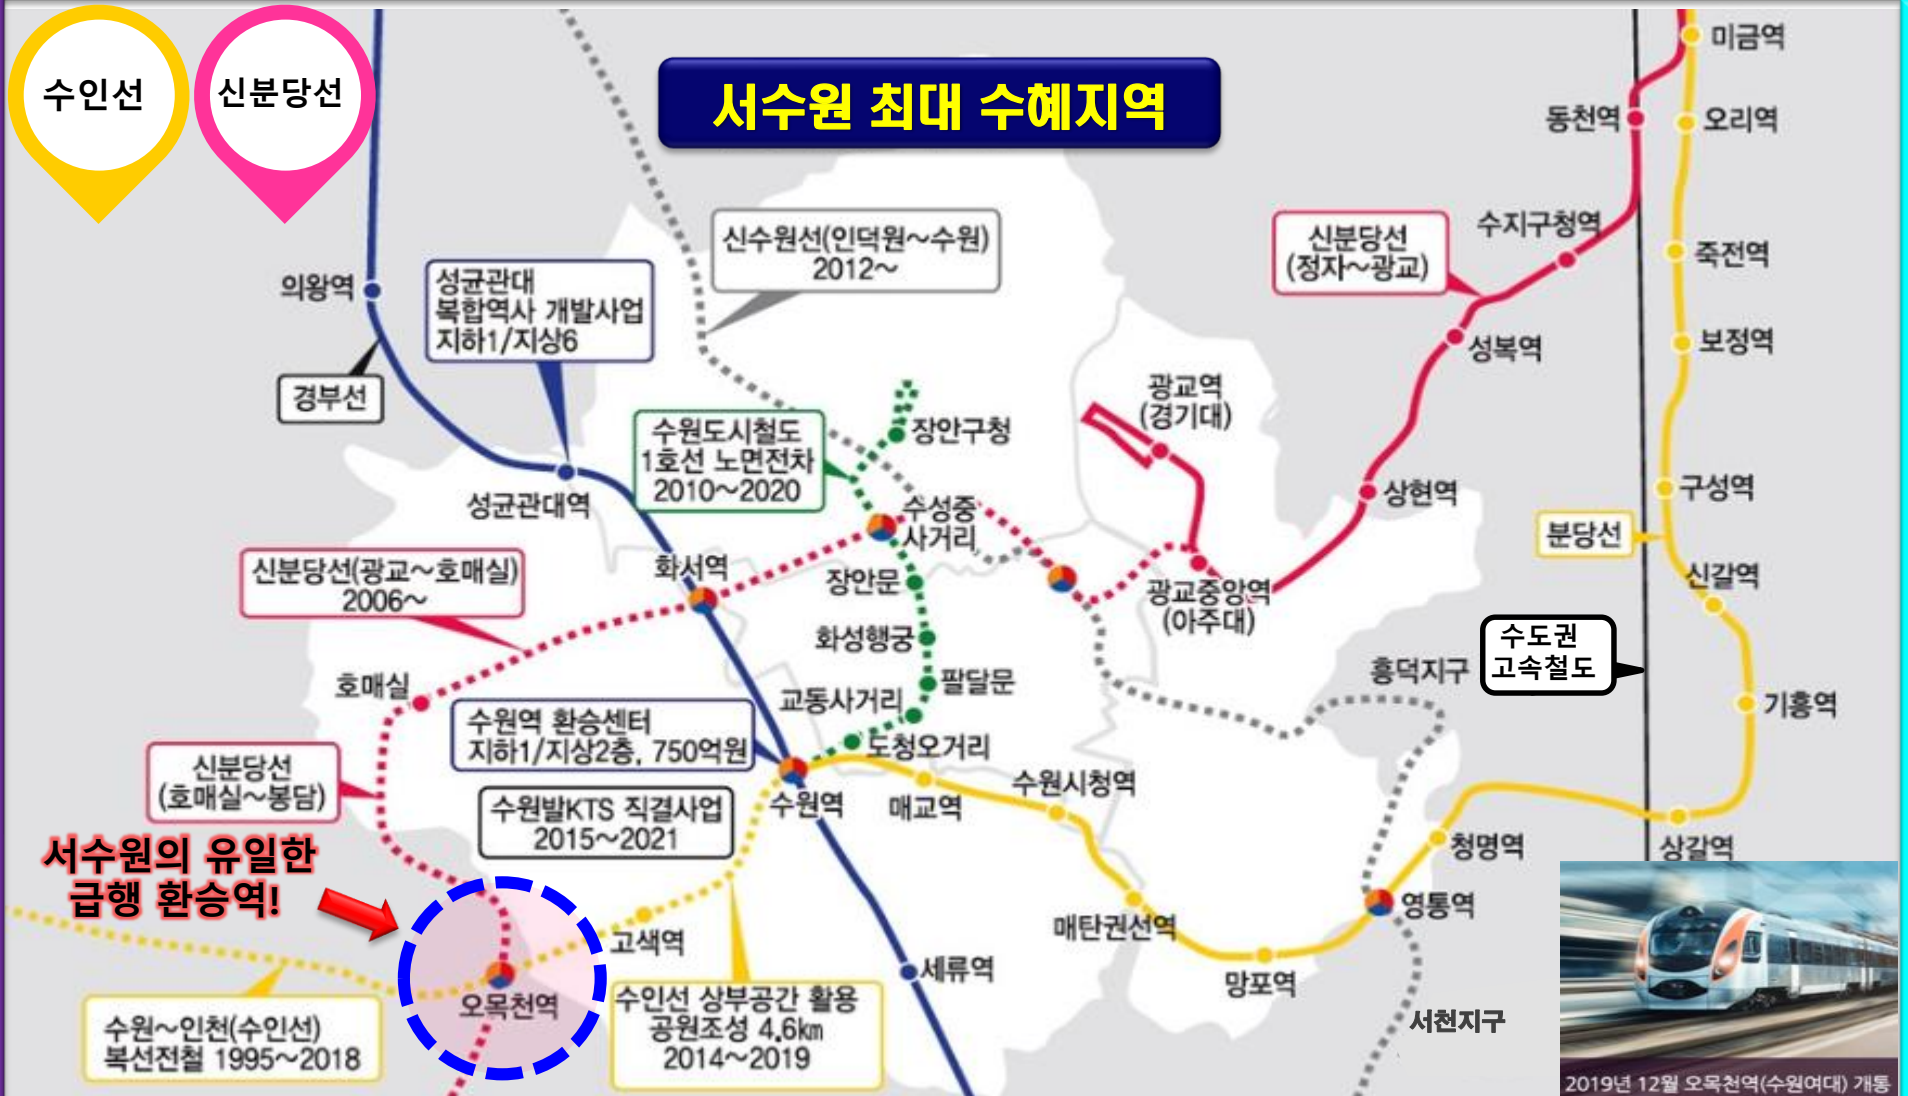 수인선
신분당선
서수원 최대 수혜지역
미금역
동천역
오리역
신수원선(인덕원~수원)
2012~
신분당선
(정자~광교)
수지구청역
죽전역
의왕역
성균관대
복합역사 개발사업
지하1/지상6
보정역
성복역
경부선
광교역
(경기대)
수원도시철도
1호선 노면전차
2010~2020
장안구청
성균관대역
수성중
사거리
상현역
구성역
분당선
신분당선(광교~호매실)
2006~
화서역
장안문
광교중앙역
(아주대)
신갈역
화성행궁
수도권
고속철도
흥덕지구
호매실
팔달문
교동사거리
기흥역
수원역 환승센터
지하1/지상2층, 750억원
도청오거리
신분당선
(호매실~봉담)
수원시청역
수원발KTS 직결사업
2015~2021
수원역
매교역
청명역
상갈역
서수원의 유일한
급행 환승역!
영통역
매탄권선역
고색역
세류역
망포역
오목천역
수원~인천(수인선)
복선전철 1995~2018
수인선 상부공간 활용
공원조성 4.6㎞
2014~2019
서천지구
2019년 12월 오목천역(수원여대) 개통